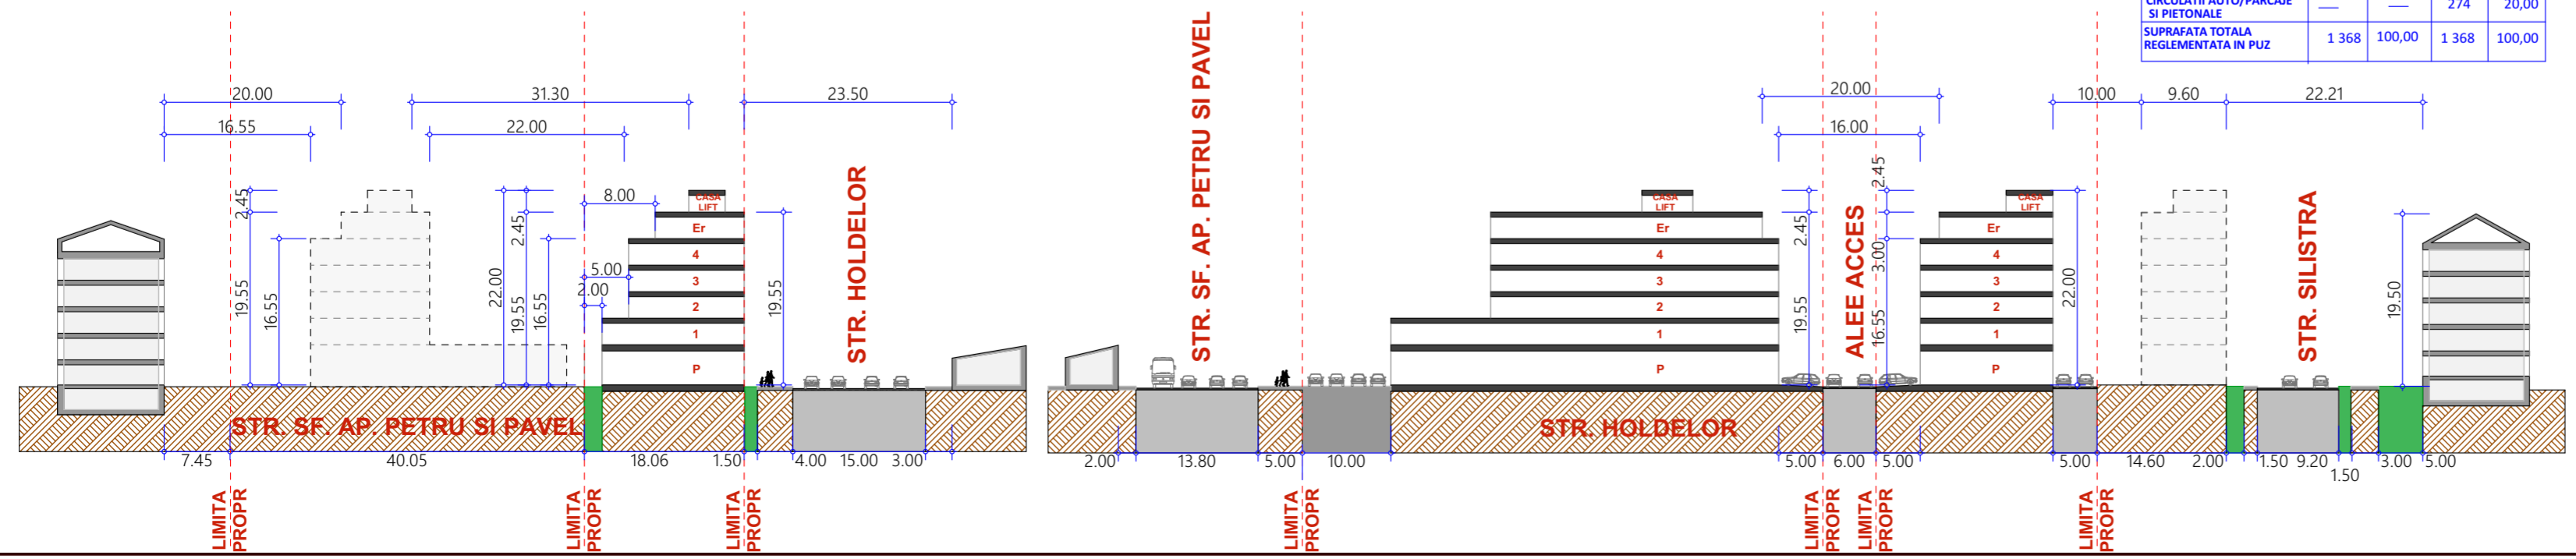 CIRCULATII AUTO/PARCAJE
SI PIETONALE
— — 274 20,00
SUPRAFATA TOTALA
REGLEMENTATA IN PUZ
1 368 100,00 1 368 100,00
20.00
31.30
23.50
16.55
22.00
2.45
19.55
16.55
22.00
2.45
19.55
16.55
8.00
5.00
2.00
CASA
LIFT
Er
4
3
2
1
P
19.55
STR. HOLDELOR
STR. SF. AP. PETRU SI PAVEL
7.45
40.05
18.06
1.50
4.00
15.00
3.00
LIMITA
PROPR
LIMITA
PROPR
LIMITA
PROPR
STR. SF. AP. PETRU SI PAVEL
20.00
16.00
10.00
9.60
22.21
CASA
LIFT
Er
4
3
2
1
P
2.45
19.55
ALEE ACCES
2.45
3.00
16.55
CASA
LIFT
Er
4
3
2
1
P
22.00
STR. SILISTRA
19.50
STR. HOLDELOR
2.00
13.80
5.00
10.00
5.00
6.00
5.00
5.00
14.60
2.00
1.50
9.20
1.50
3.00
5.00
LIMITA
PROPR
LIMITA
PROPR
LIMITA
PROPR
LIMITA
PROPR